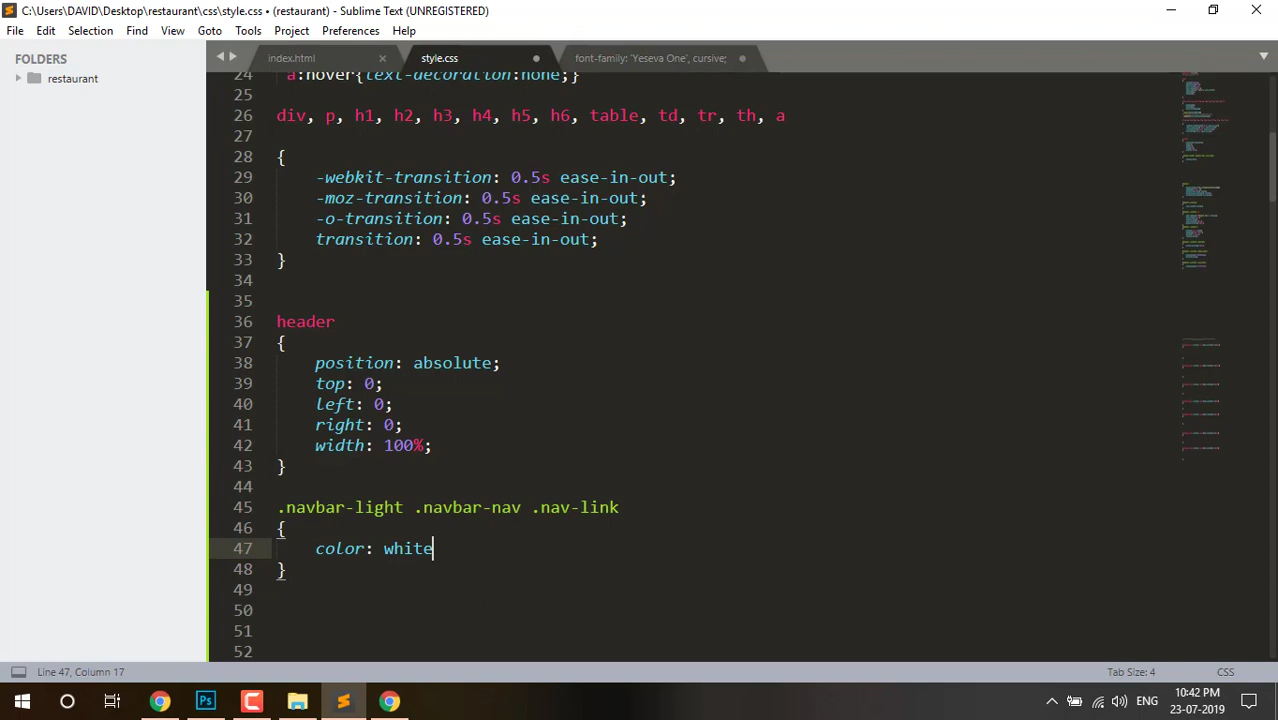 C:\Users\DAVID\Desktop\restaurant\css\style.css • (restaurant) - Sublime Text (UNREGISTERED)
File Edit Selection Find View Goto Tools Project Preferences Help
FOLDERS
restaurant
index.html style.css font-family: 'Yeseva One', cursive;
24 a:hover{text-decoration:none;}
25
26 div, p, h1, h2, h3, h4, h5, h6, table, td, tr, th, a
27
28 {
29 -webkit-transition: 0.5s ease-in-out;
30 -moz-transition: 0.5s ease-in-out;
31 -o-transition: 0.5s ease-in-out;
32 transition: 0.5s ease-in-out;
33 }
34
35
36 header
37 {
38 position: absolute;
39 top: 0;
40 left: 0;
41 right: 0;
42 width: 100%;
43 }
44
45 .navbar-light .navbar-nav .nav-link
46 {
47 color: white
48 }
49
50
51
52
Line 47, Column 17 Tab Size: 4 CSS
Ps ENG 10:42 PM
23-07-2019